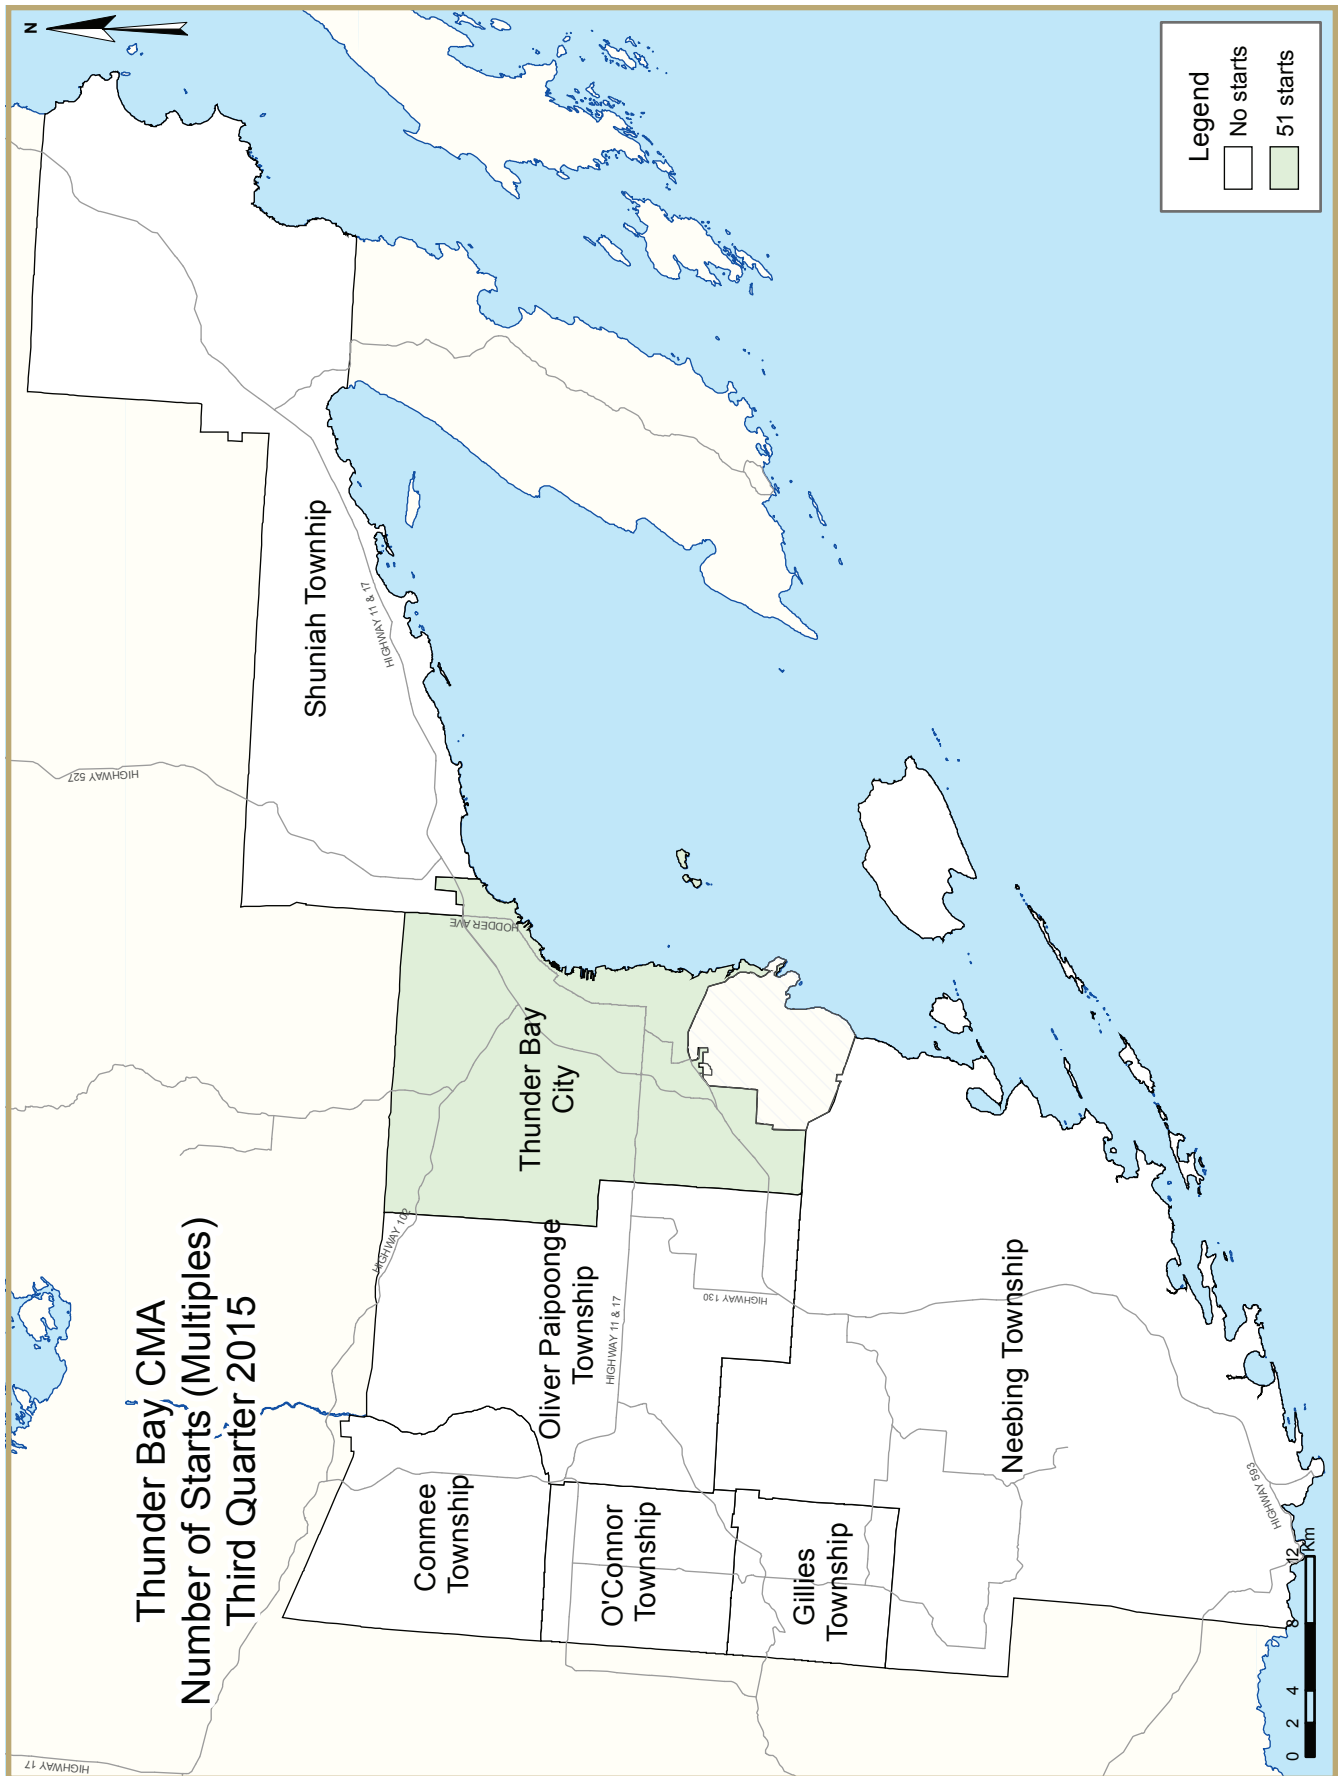 Thunder Bay CMA
Number of Starts (Multiples)
Third Quarter 2015
N
Legend
No starts
51 starts
HIGHWAY 17
HIGHWAY 527
HIGHWAY 102
HODDER AVE
HIGHWAY 11 & 17
Shuniah Townhip
Thunder Bay
City
Oliver Paipoonge
Township
HIGHWAY 11 & 17
HIGHWAY 130
Conmee
Township
O'Connor
Township
Gillies
Township
Neebing Township
HIGHWAY 593
0 2 4 8 12
Km